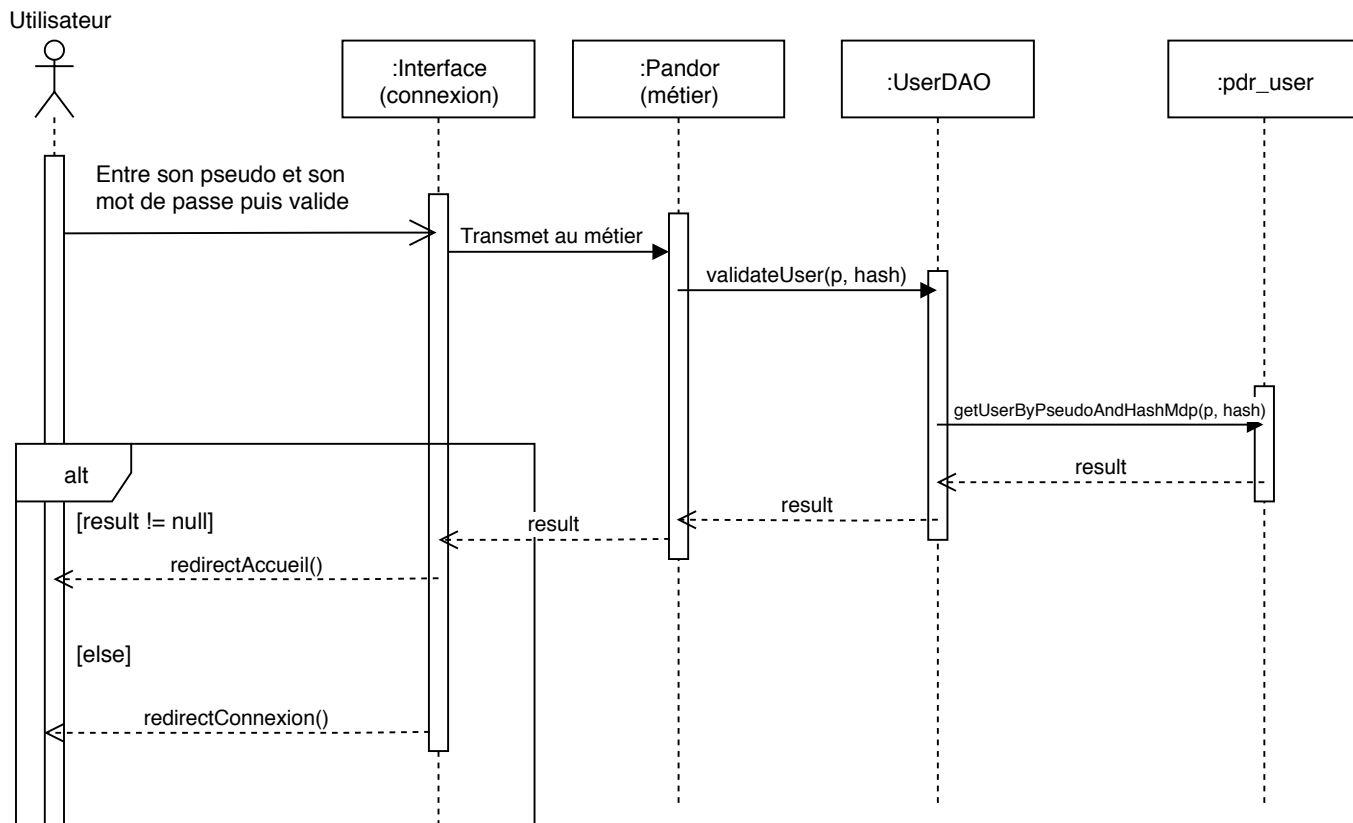 Utilisateur
:Interface
(connexion)
:Pandor
(métier)
:UserDAO
:pdr_user
Entre son pseudo et son
mot de passe puis valide
Transmet au métier
validateUser(p, hash)
getUserByPseudoAndHashMdp(p, hash)
alt
result
result
[result != null]
result
redirectAccueil()
[else]
redirectConnexion()